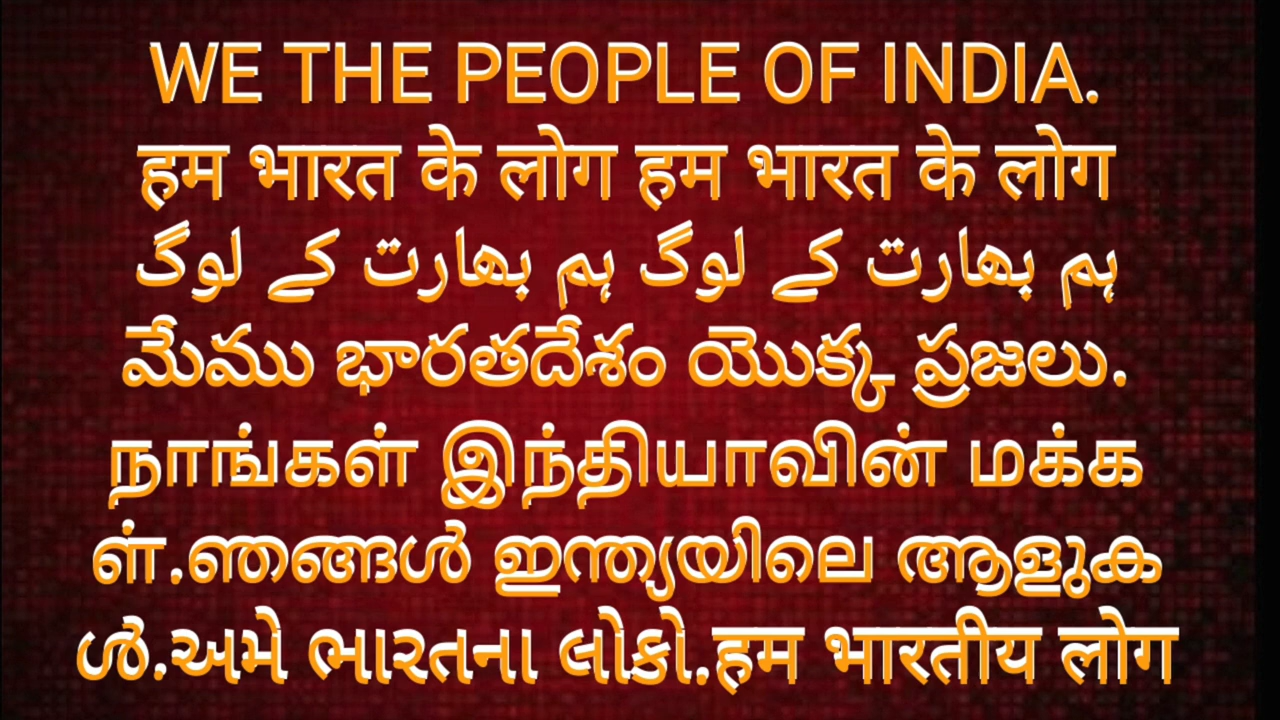 WE THE PEOPLE OF INDIA.
हम भारत के लोग हम भारत के लोग
ہم بھارت کے لوگ ہم بھارت کے لوگ
మేము భారతదేశం యొక్క ప్రజలు.
நாங்கள் இந்தியாவின் மக்க
ள்.ഞങ്ങൾ ഇന്ത്യയിലെ ആളുക
ൾ.અમે ભારતના લોકો.हम भारतीय लोग